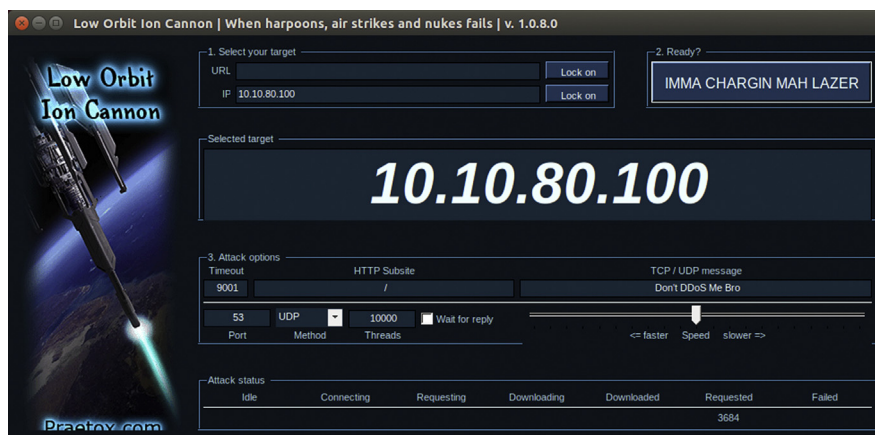 Low Orbit Ion Cannon | When harpoons, air strikes and nukes fails | v. 1.0.8.0
Low Orbit
Ion Cannon
Praetox.com
1. Select your target
URL
Lock on
IP 10.10.80.100
Lock on
2. Ready?
IMMA CHARGIN MAH LAZER
Selected target
10.10.80.100
3. Attack options
Timeout HTTP Subsite TCP / UDP message
9001 / Don't DDoS Me Bro
53 UDP 10000 Wait for reply
Port Method Threads <= faster Speed slower =>
Attack status
Idle Connecting Requesting Downloading Downloaded Requested Failed
3684